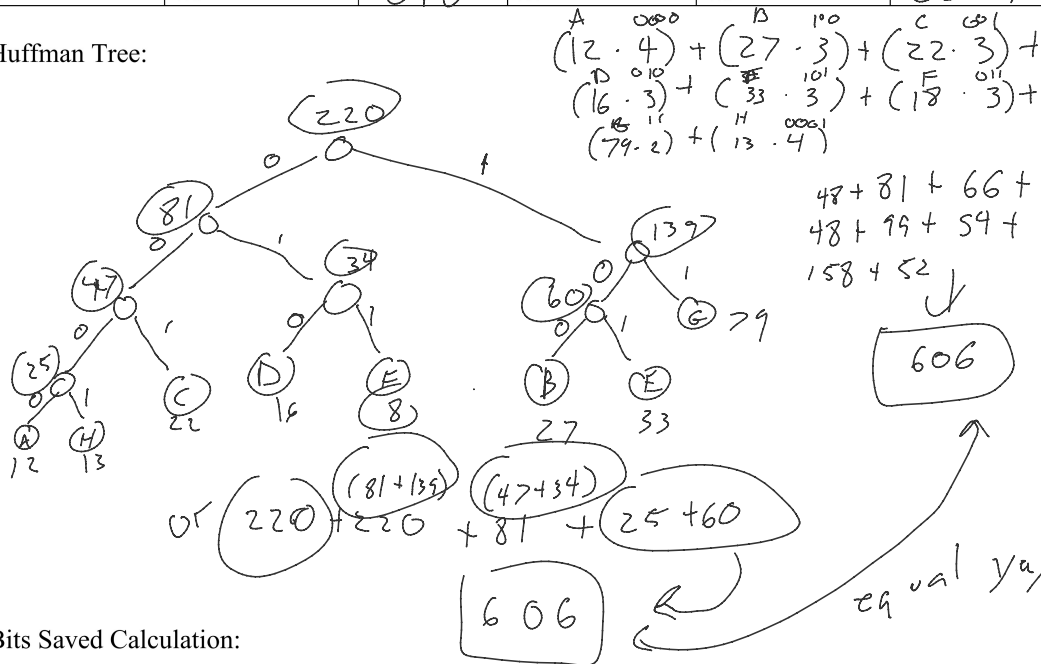 A 0000 B 100 C 001
(12 . 4) + (27 . 3) + (22 . 3) +
Huffman Tree:
D 010 E 101 F 011
(16 . 3) + (33 . 3) + (18 . 3) +
G 11 H 0001
(79 . 2) + (13 . 4)
220
0 1
48 + 81 + 66 +
48 + 99 + 54 +
158 + 52
81 139
0 1 0 1
47 34 60 G 79
0 1 0 1 0 1
606
25 C D E B E
0 1 22 16 8 27 33
A H
12 13
(81+139) (47+34)
or 220 + 220 + 81 + 25 + 60
equal yay
606
Bits Saved Calculation: